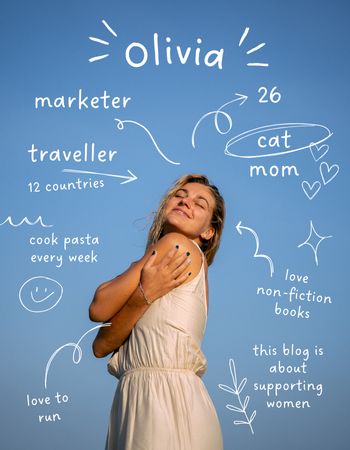 Olivia
marketer
26
traveller
12 countries
cat
mom
cook pasta
every week
love
non-fiction
books
this blog is
about
supporting
women
love to
run